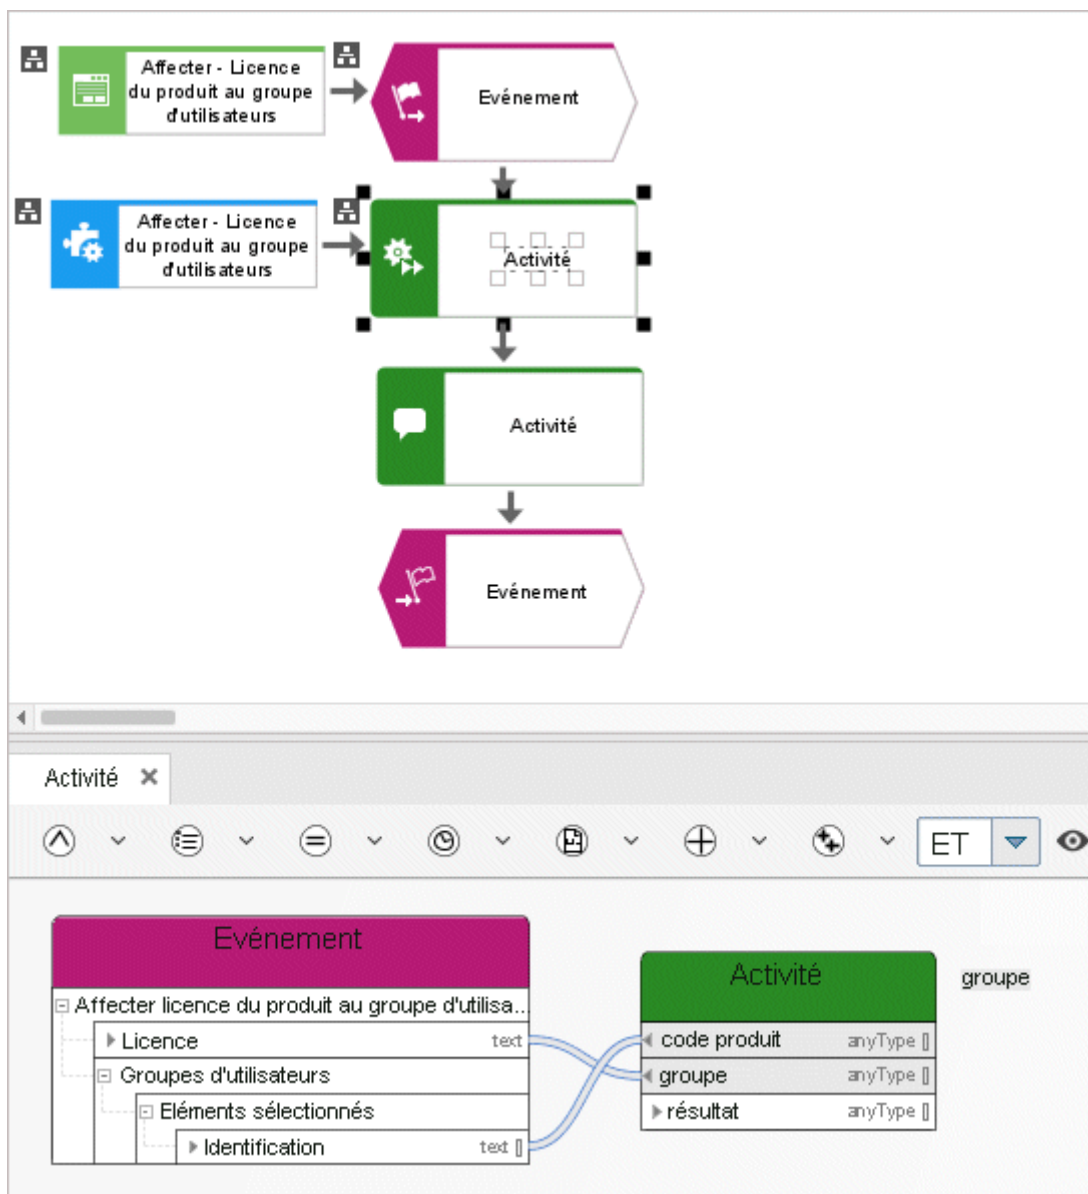 Affecter - Licence
du produit au groupe
d'utilisateurs
Evénement
Affecter - Licence
du produit au groupe
d'utilisateurs
Activité
Activité
Evénement
Activité
ET
Evénement
Affecter licence du produit au groupe d'utilisa...
Licence text
Groupes d'utilisateurs
Eléments sélectionnés
Identification text []
Activité
code produit anyType []
groupe anyType []
résultat anyType []
groupe